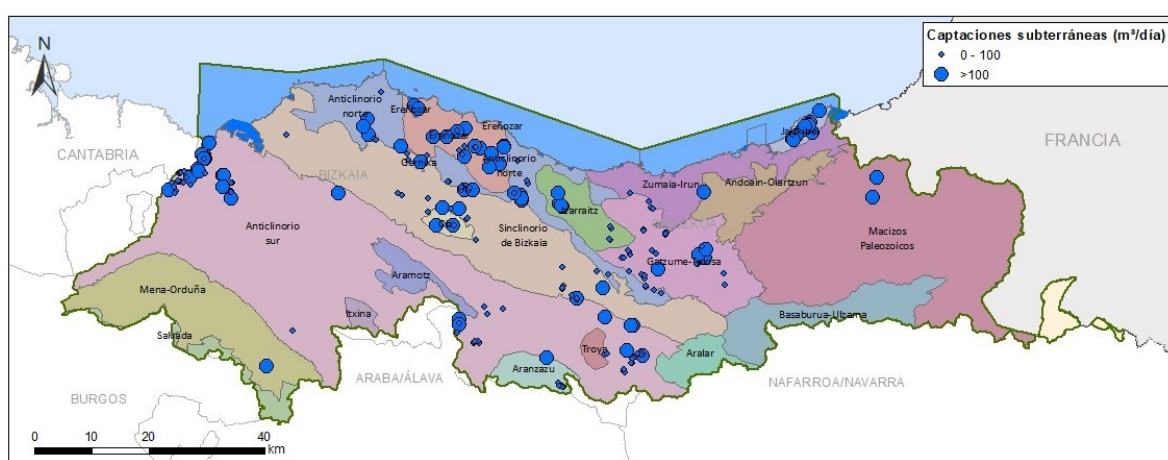 Captaciones subterráneas (m³/día)
0 - 100
>100
N
Anticlinorio
norte
Ereñozar
Ereñozar
Ereñozar
Jaizkibel
CANTABRIA
FRANCIA
Gernika
Anticlinorio
norte
BIZKAIA
Zumaia-Irun
Andoain-Oiartzun
Izarraitz
Anticlinorio
sur
Oiz
Sinclinorio
de Bizkaia
Macizos
Paleozoicos
Gatzume-Tolosa
Aramotz
Mena-Orduña
Itxina
Basaburua-Ulzama
Salvada
Troya
Aralar
Aranzazu
ARABA/ÁLAVA
NAFARROA/NAVARRA
BURGOS
0 10 20 40
km